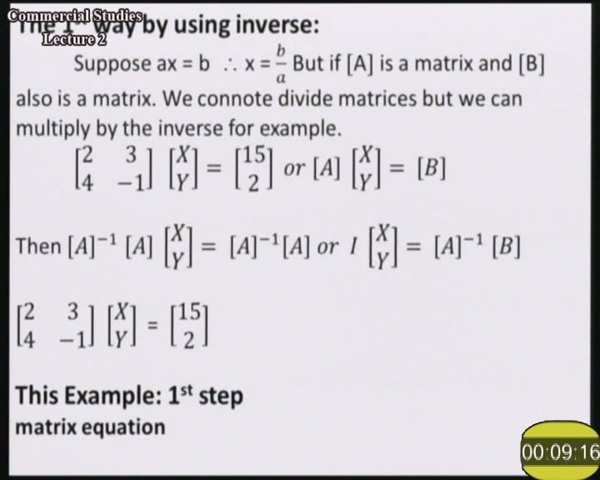 Commercial Studies
Lecture 2
The 1st way by using inverse:
Suppose ax = b ∴ x = b/a But if [A] is a matrix and [B]
also is a matrix. We connote divide matrices but we can
multiply by the inverse for example.
[2 3; 4 −1] [X; Y] = [15; 2] or [A] [X; Y] = [B]
Then [A]⁻¹ [A] [X; Y] = [A]⁻¹[A] or I [X; Y] = [A]⁻¹ [B]
[2 3; 4 −1] [X; Y] = [15; 2]
This Example: 1st step
matrix equation
00:09:16